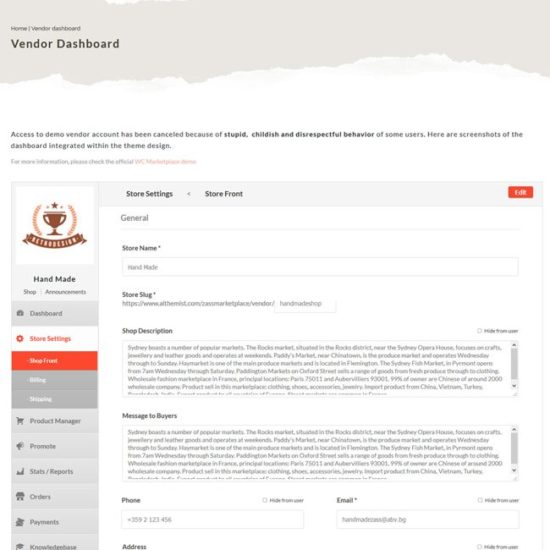 Home | Vendor dashboard
Vendor Dashboard
Access to demo vendor account has been canceled because of stupid, childish and disrespectful behavior of some users. Here are screenshots of the
dashboard integrated within the theme design.
For more information, please check the official WC Marketplace demo
RETRODESIGN
Hand Made
Shop Announcements
Dashboard
Store Settings
- Shop Front
- Billing
- Shipping
Product Manager
Promote
Stats / Reports
Orders
Payments
Knowledgebase
Store Settings < Store Front
Edit
General
Store Name *
Hand Made
Store Slug *
https://www.althemist.com/zassmarketplace/vendor/ handmadeshop
Shop Description
Hide from user
Sydney boasts a number of popular markets. The Rocks market, situated in the Rocks district, near the Sydney Opera House, focuses on crafts,
jewellery and leather goods and operates at weekends. Paddy's Market, near Chinatown, is the produce market and operates Wednesday
through to Sunday. Haymarket is one of the main produce markets and is located in Flemington. The Sydney Fish Market, in Pyrmont opens
from 7am Wednesday through Saturday. Paddington Markets on Oxford Street sells a range of goods from fresh produce through to clothing.
Wholesale fashion marketplace in France, principal locations: Paris 75011 and Aubervilliers 93001, 99% of owner are Chinese of around 2000
wholesale company. Product sell in this marketplace: clothing, shoes, accessories, jewelry. Import product from China, Vietnam, Turkey,
Message to Buyers
Sydney boasts a number of popular markets. The Rocks market, situated in the Rocks district, near the Sydney Opera House, focuses on
crafts, jewellery and leather goods and operates at weekends. Paddy's Market, near Chinatown, is the produce market and operates
Wednesday through to Sunday. Haymarket is one of the main produce markets and is located in Flemington. The Sydney Fish Market, in
Pyrmont opens from 7am Wednesday through Saturday. Paddington Markets on Oxford Street sells a range of goods from fresh produce
through to clothing. Wholesale fashion marketplace in France, principal locations: Paris 75011 and Aubervilliers 93001, 99% of owner are
Chinese of around 2000 wholesale company. Product sell in this marketplace: clothing, shoes, accessories, jewelry. Import product from
Phone
Hide from user
Email *
Hide from user
+359 2 123 456
handmadezass@abv.bg
Address
Hide from user